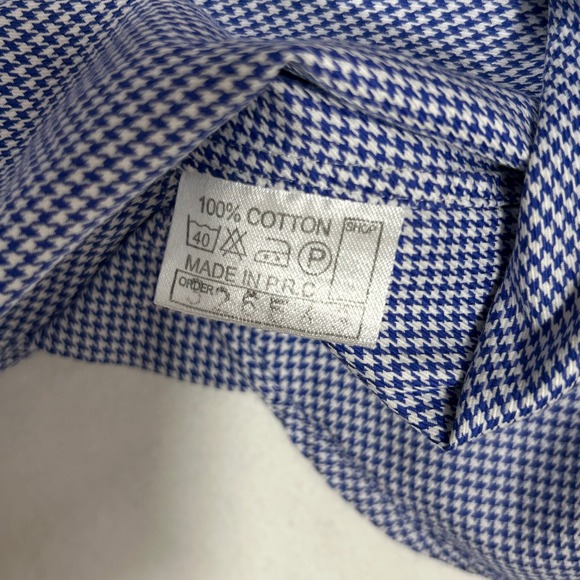 100% COTTON
SHOP
40
P
MADE IN P.R.C
ORDER